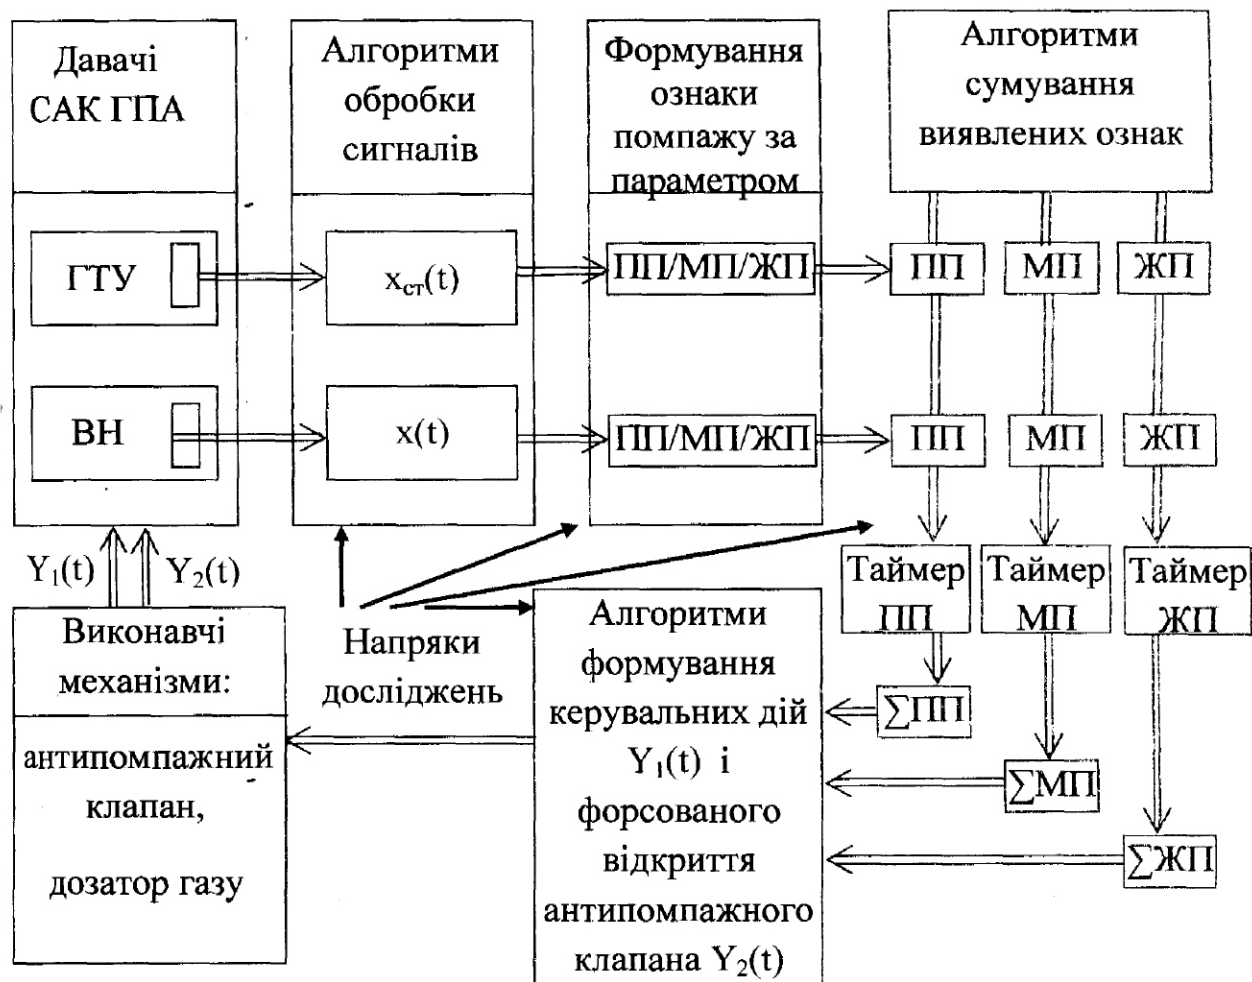 Давачі
САК ГПА
Алгоритми
обробки
сигналів
Формування
ознаки
помпажу за
параметром
Алгоритми
сумування
виявлених ознак
ГТУ
xст(t)
ПП/МП/ЖП
ПП
МП
ЖП
ВН
x(t)
ПП/МП/ЖП
ПП
МП
ЖП
Y₁(t)
Y₂(t)
Таймер
ПП
Таймер
МП
Таймер
ЖП
Виконавчі
механізми:
антипомпажний
клапан,
дозатор газу
Напряки
досліджень
Алгоритми
формування
керувальних дій
Y₁(t) і
форсованого
відкриття
антипомпажного
клапана Y₂(t)
∑ПП
∑МП
∑ЖП